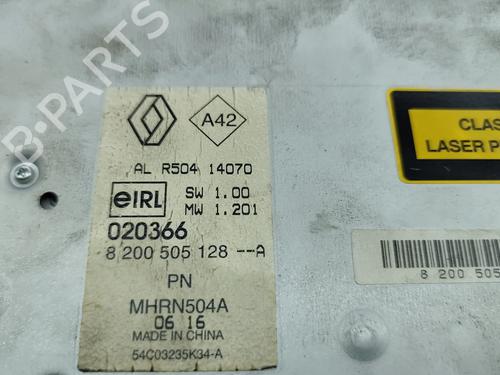 A42
AL R504 14070
eIRL
SW 1.00
MW 1.201
020366
8 200 505 128 --A
PN
MHRN504A
06 16
MADE IN CHINA
54C03235K34-A
CLAS
LASER P
8 200 505
B-PARTS